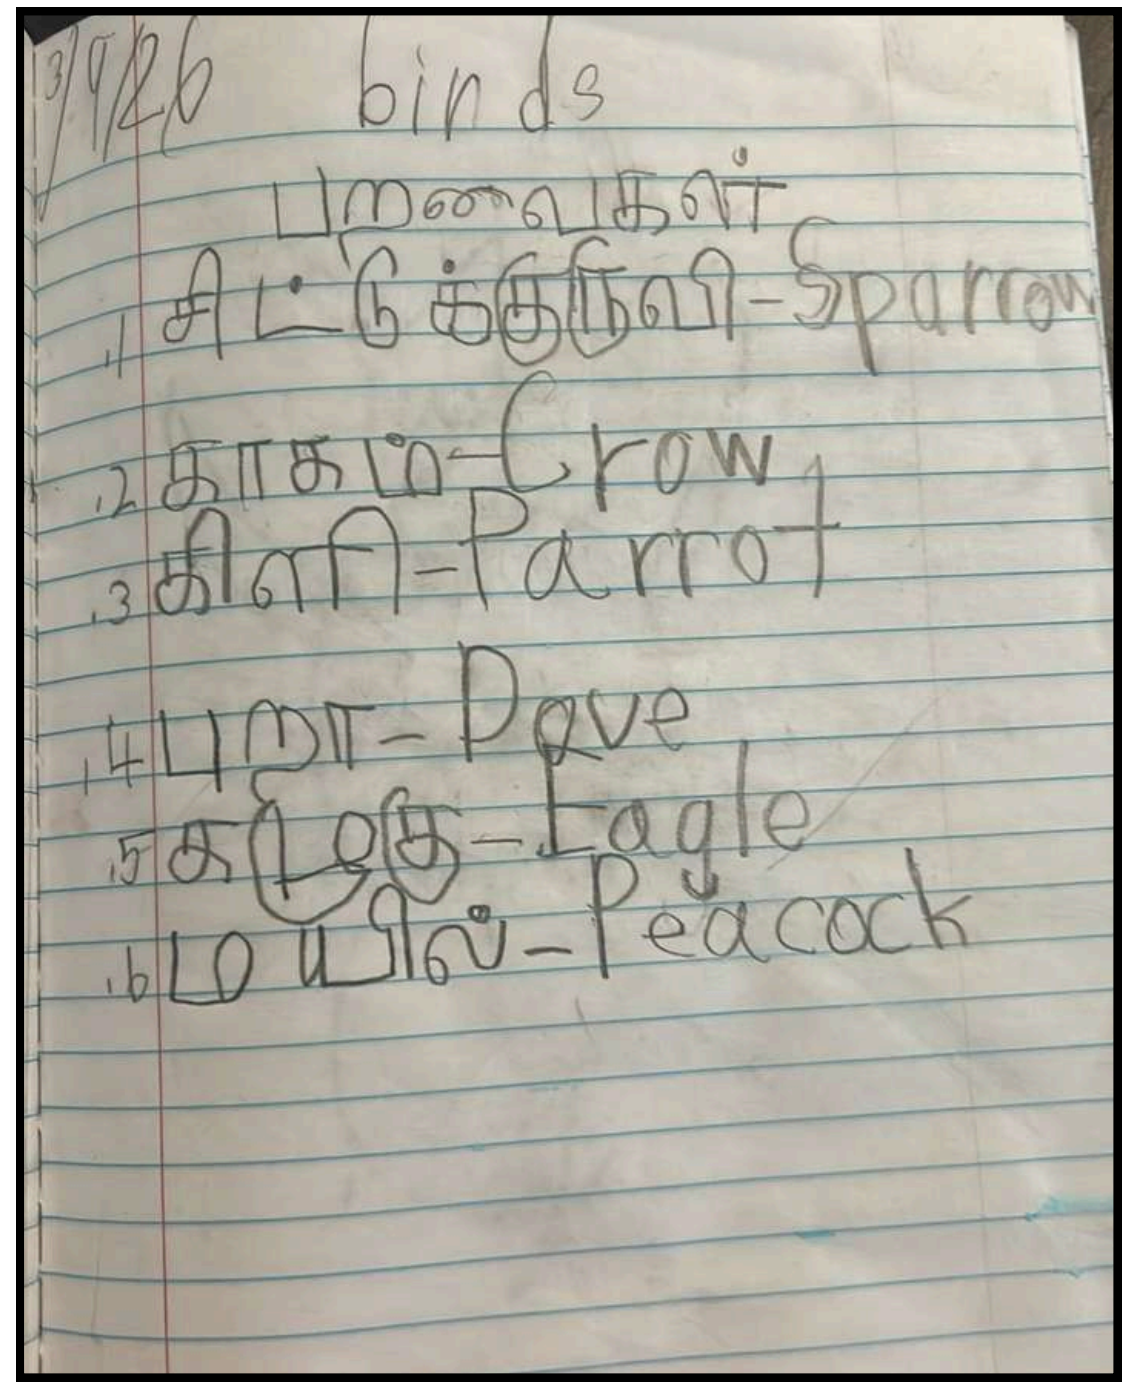 3/9/26 binds
பறவைகள்
.1 சிட்டுக்குருவி-Sparrow
.2 காகம்-Crow
.3 கிளி-Parrot
.4 புறா-Dove
.5 கழுகு-Eagle
.6 மயில்-Peacock